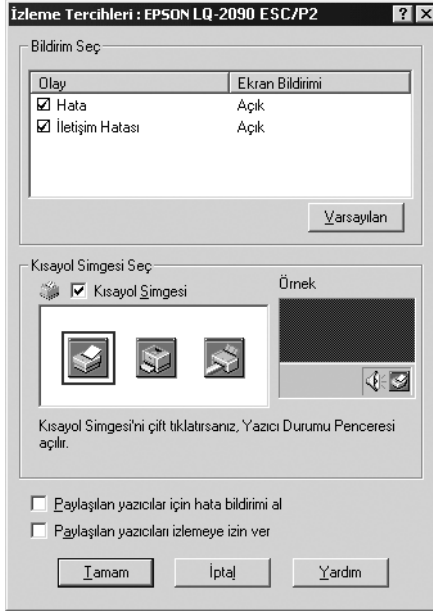 İzleme Tercihleri : EPSON LQ-2090 ESC/P2
Bildirim Seç
Olay Ekran Bildirimi
Hata Açık
İletişim Hatası Açık
Varsayılan
Kısayol Simgesi Seç
Kısayol Simgesi
Örnek
Kısayol Simgesi'ni çift tıklatırsanız, Yazıcı Durumu Penceresi
açılır.
Paylaşılan yazıcılar için hata bildirimi al
Paylaşılan yazıcıları izlemeye izin ver
Tamam İptal Yardım